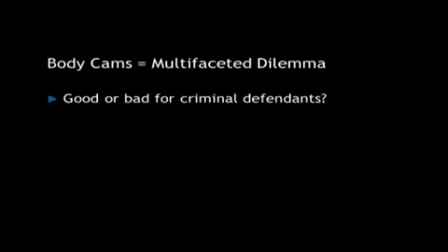 Body Cams = Multifaceted Dilemma
Good or bad for criminal defendants?